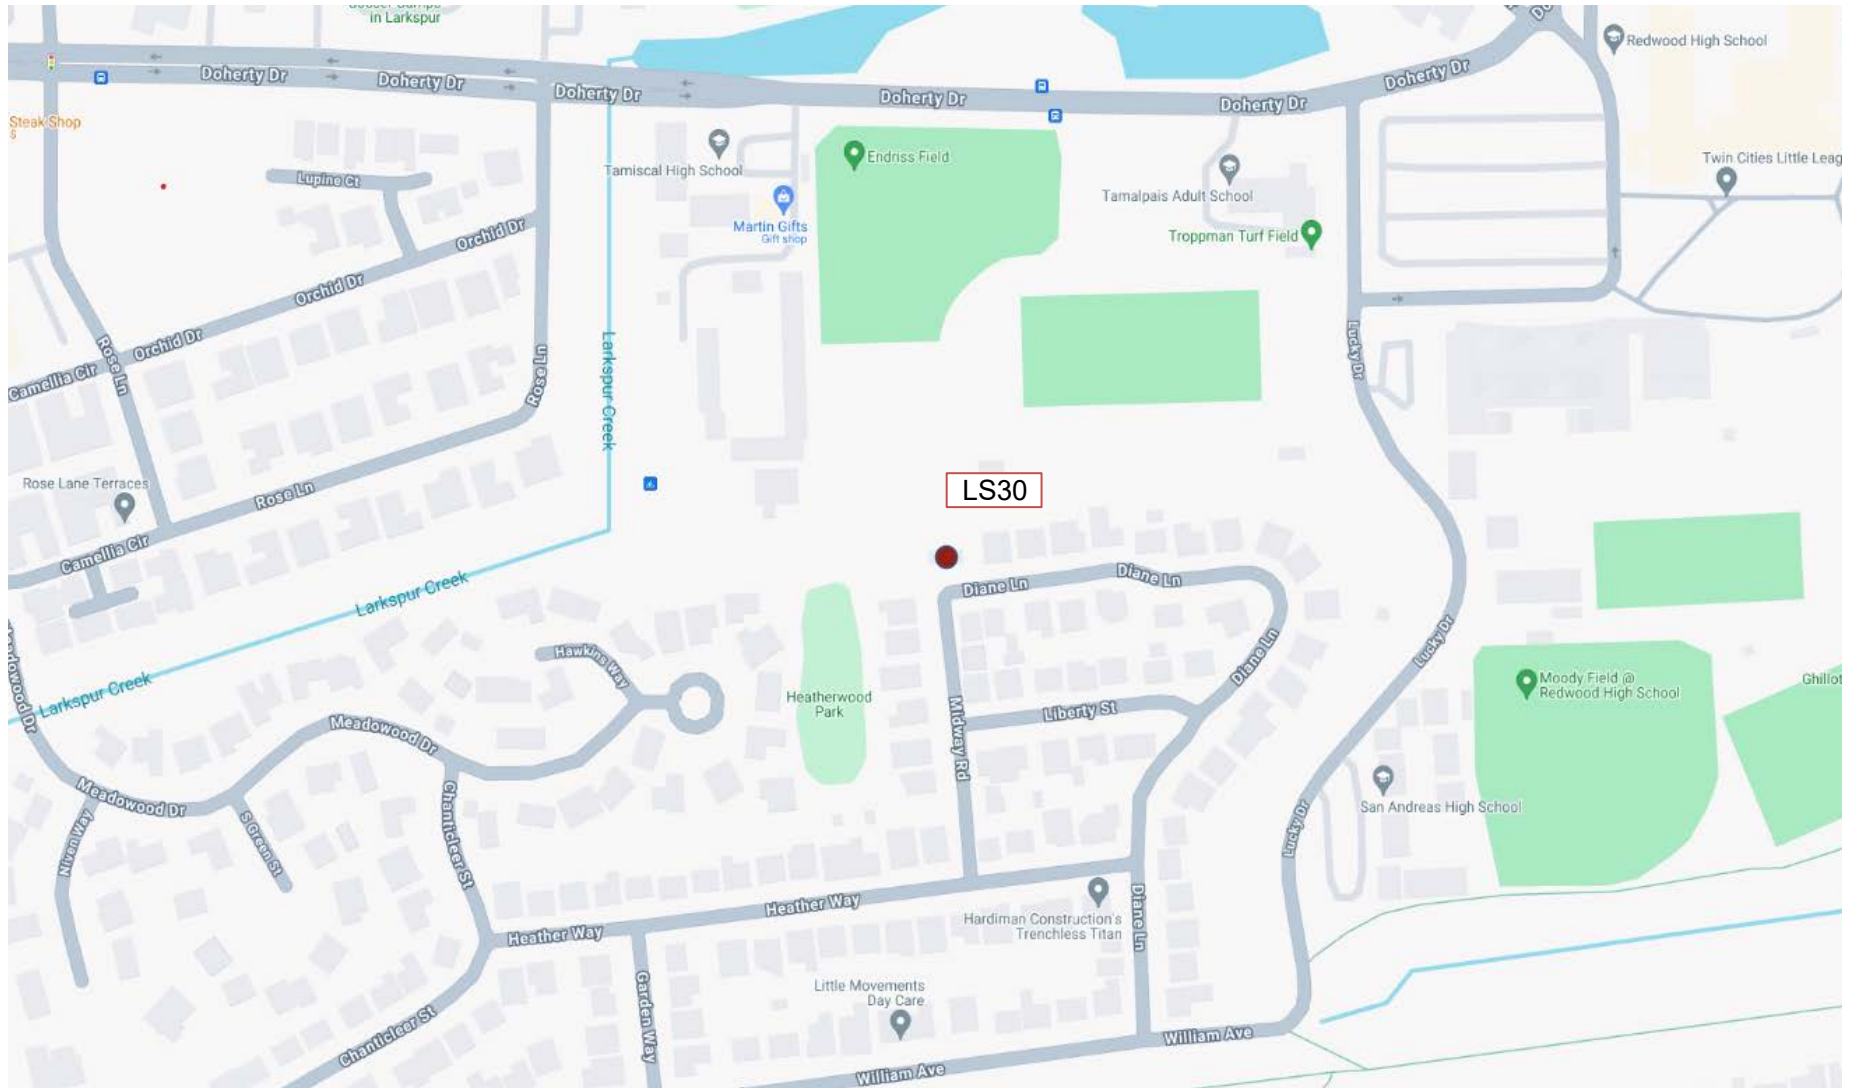 in Larkspur
Redwood High School
Doherty Dr
Doherty Dr
Doherty Dr
Doherty Dr
Doherty Dr
Doherty Dr
Steak Shop
$
Tamiscal High School
Endriss Field
Twin Cities Little Leag
Lupine Ct
Tamalpais Adult School
Martin Gifts
Gift shop
Orchid Dr
Troppman Turf Field
Orchid Dr
Orchid Dr
Rose Ln
Camellia Cir
Rose Ln
Larkspur Creek
Lucky Dr
Rose Lane Terraces
Rose Ln
LS30
Camellia Cir
Larkspur Creek
Diane Ln
Diane Ln
Hawkins Way
Diane Ln
Lucky Dr
Larkspur Creek
Meadowood Dr
Moody Field @
Redwood High School
Ghillot
Heatherwood
Park
Midway Rd
Liberty St
Meadowood Dr
Meadowood Dr
Chanticleer St
S Green St
Niven Way
San Andreas High School
Lucky Dr
Heather Way
Heather Way
Hardiman Construction's
Trenchless Titan
Diane Ln
Garden Way
Little Movements
Day Care
Chanticleer St
William Ave
William Ave